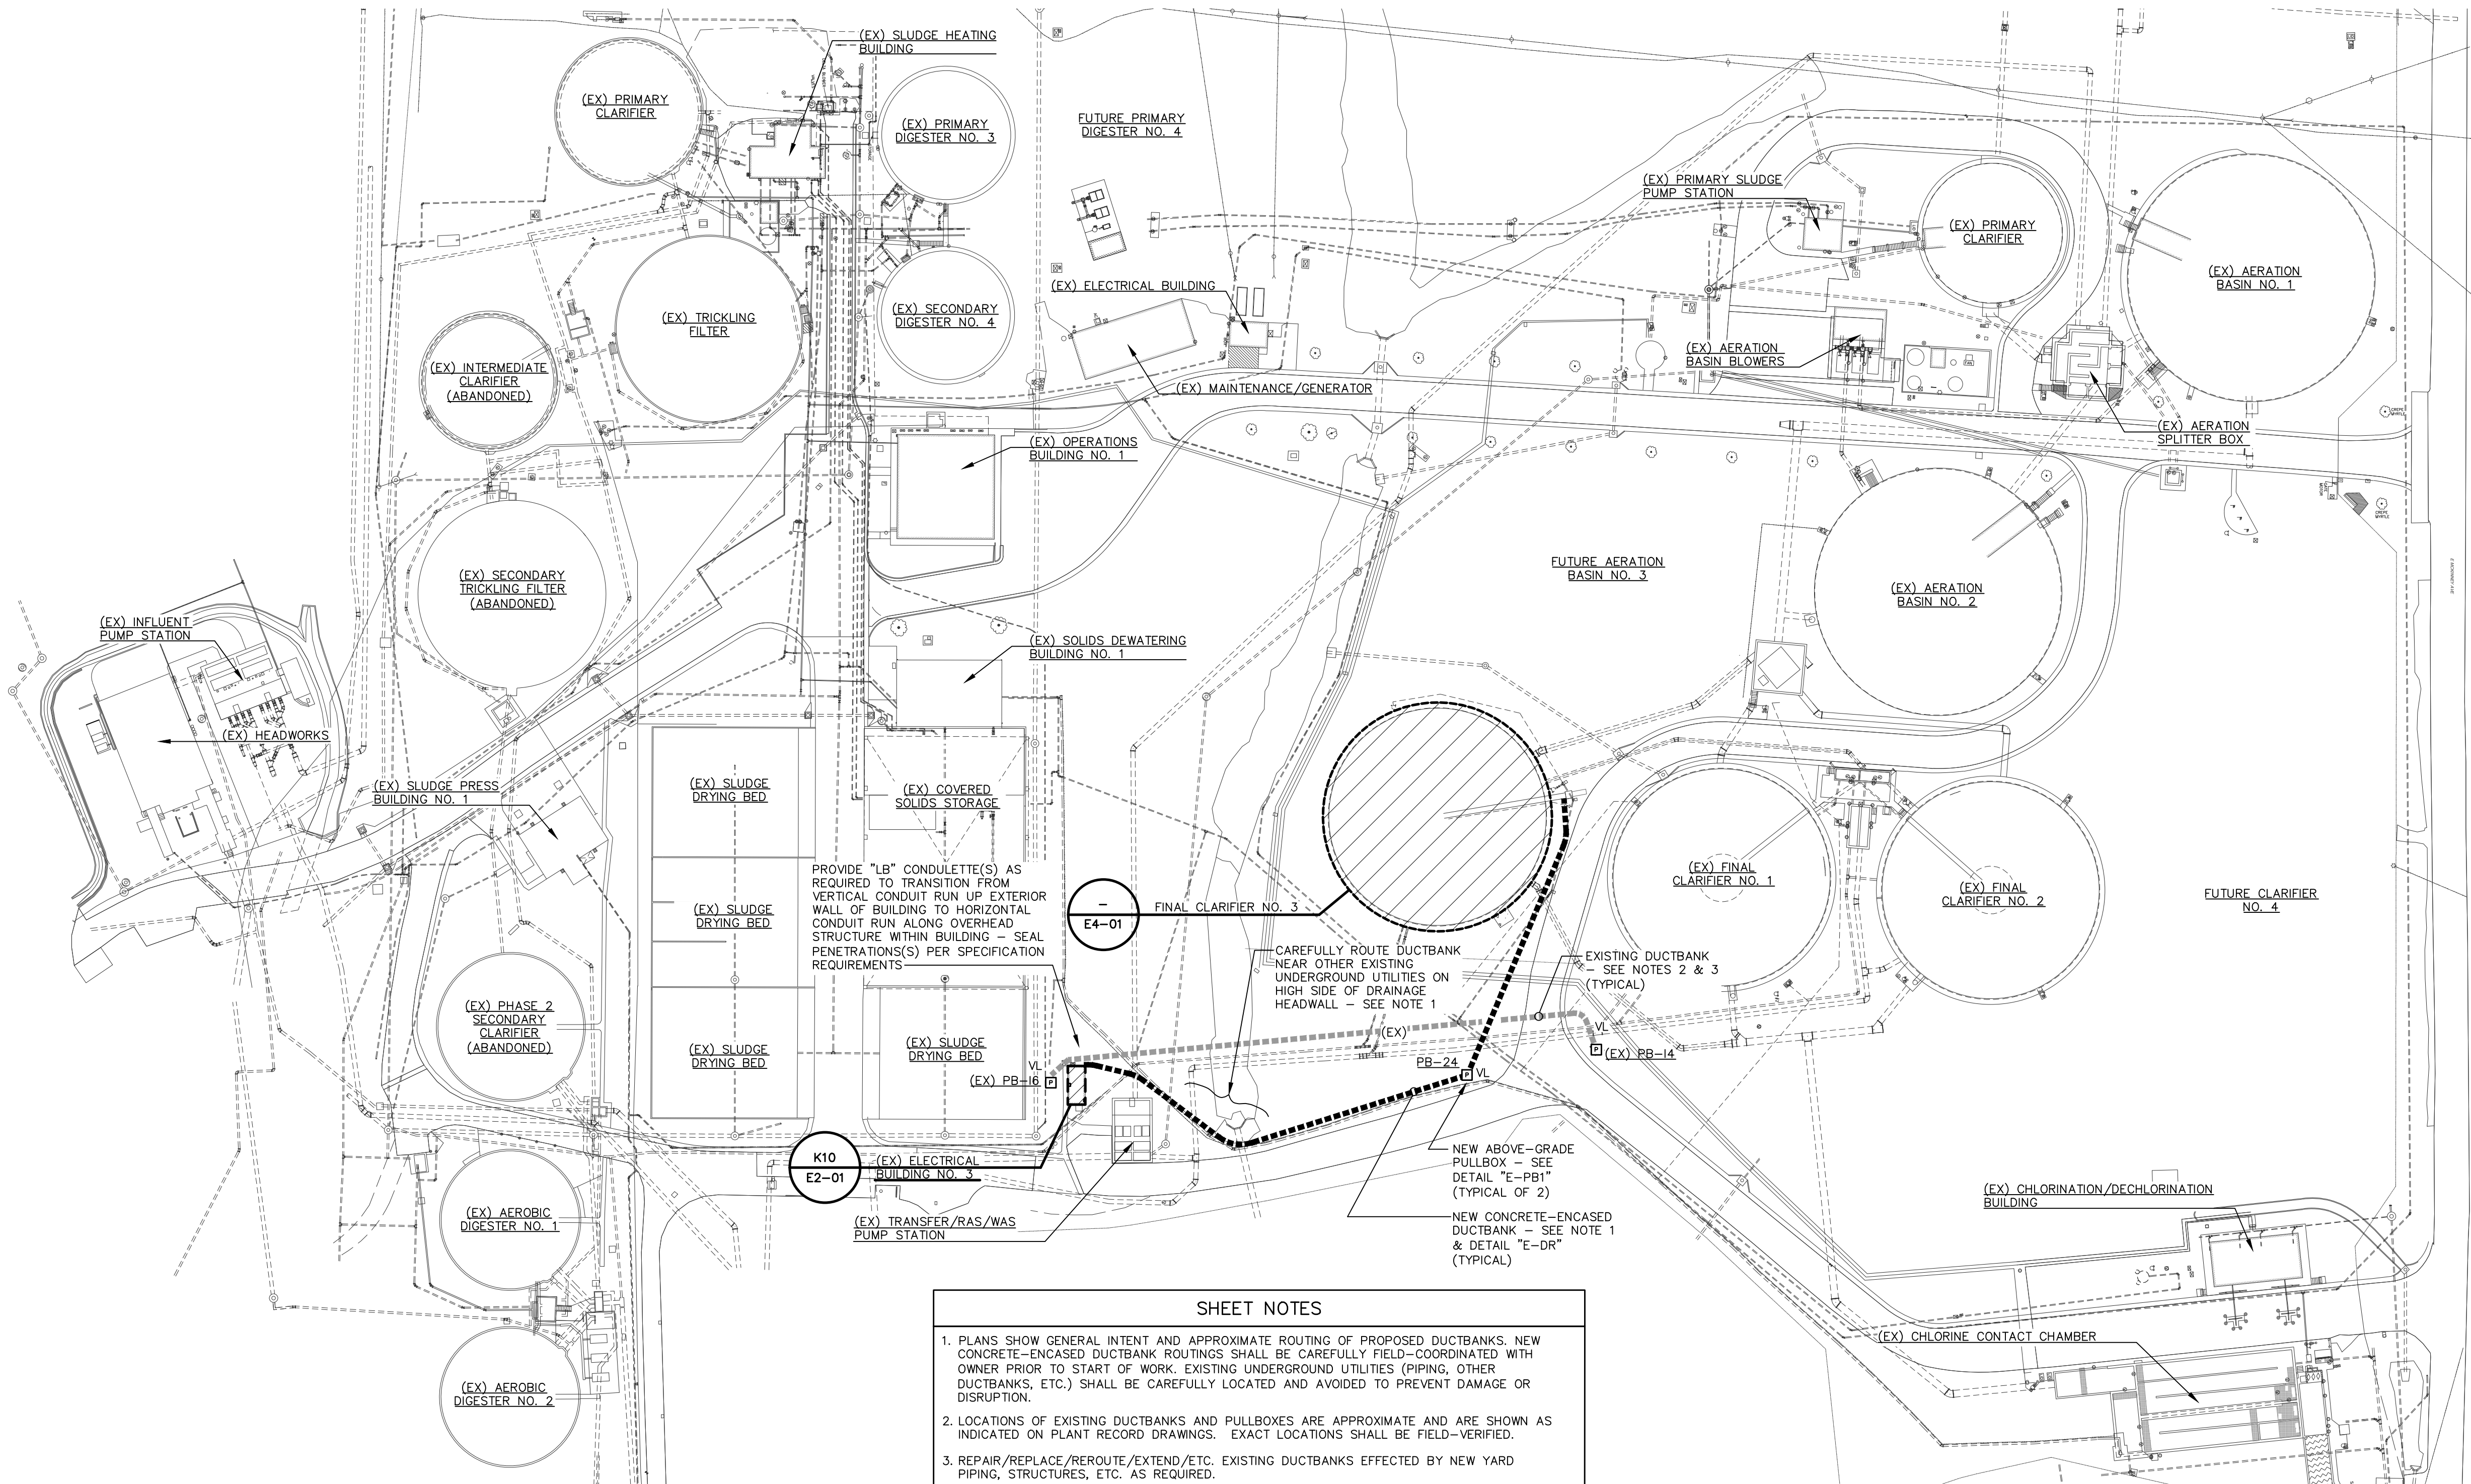 (EX) SLUDGE HEATING
BUILDING
(EX) PRIMARY
CLARIFIER
(EX) PRIMARY
DIGESTER NO. 3
FUTURE PRIMARY
DIGESTER NO. 4
(EX) PRIMARY SLUDGE
PUMP STATION
(EX) PRIMARY
CLARIFIER
(EX) AERATION
BASIN NO. 1
(EX) ELECTRICAL BUILDING
(EX) TRICKLING
FILTER
(EX) SECONDARY
DIGESTER NO. 4
(EX) AERATION
BASIN BLOWERS
(EX) INTERMEDIATE
CLARIFIER
(ABANDONED)
(EX) MAINTENANCE/GENERATOR
CREPE
MYRTLE
(EX) AERATION
SPLITTER BOX
(EX) OPERATIONS
BUILDING NO. 1
CREPE
MYRTLE
FUTURE AERATION
BASIN NO. 3
(EX) SECONDARY
TRICKLING FILTER
(ABANDONED)
(EX) AERATION
BASIN NO. 2
E MCKINNEY AVE
(EX) INFLUENT
PUMP STATION
(EX) SOLIDS DEWATERING
BUILDING NO. 1
(EX) HEADWORKS
(EX) SLUDGE PRESS
BUILDING NO. 1
(EX) SLUDGE
DRYING BED
(EX) COVERED
SOLIDS STORAGE
PROVIDE "LB" CONDULETTE(S) AS
REQUIRED TO TRANSITION FROM
VERTICAL CONDUIT RUN UP EXTERIOR
WALL OF BUILDING TO HORIZONTAL
CONDUIT RUN ALONG OVERHEAD
STRUCTURE WITHIN BUILDING – SEAL
PENETRATIONS(S) PER SPECIFICATION
REQUIREMENTS
(EX) SLUDGE
DRYING BED
–
E4–01
FINAL CLARIFIER NO. 3
(EX) FINAL
CLARIFIER NO. 1
(EX) FINAL
CLARIFIER NO. 2
FUTURE CLARIFIER
NO. 4
CAREFULLY ROUTE DUCTBANK
NEAR OTHER EXISTING
UNDERGROUND UTILITIES ON
HIGH SIDE OF DRAINAGE
HEADWALL – SEE NOTE 1
EXISTING DUCTBANK
– SEE NOTES 2 & 3
(TYPICAL)
(EX) PHASE 2
SECONDARY
CLARIFIER
(ABANDONED)
(EX) SLUDGE
DRYING BED
(EX) SLUDGE
DRYING BED
(EX)
VL
(EX) PB–14
VL
(EX) PB–16
PB–24
VL
P
P
P
K10
E2–01
(EX) ELECTRICAL
BUILDING NO. 3
NEW ABOVE–GRADE
PULLBOX – SEE
DETAIL "E–PB1"
(TYPICAL OF 2)
(EX) TRANSFER/RAS/WAS
PUMP STATION
NEW CONCRETE–ENCASED
DUCTBANK – SEE NOTE 1
& DETAIL "E–DR"
(TYPICAL)
(EX) AEROBIC
DIGESTER NO. 1
(EX) CHLORINATION/DECHLORINATION
BUILDING
(EX) CHLORINE CONTACT CHAMBER
(EX) AEROBIC
DIGESTER NO. 2
SHEET NOTES
1. PLANS SHOW GENERAL INTENT AND APPROXIMATE ROUTING OF PROPOSED DUCTBANKS. NEW
CONCRETE–ENCASED DUCTBANK ROUTINGS SHALL BE CAREFULLY FIELD–COORDINATED WITH
OWNER PRIOR TO START OF WORK. EXISTING UNDERGROUND UTILITIES (PIPING, OTHER
DUCTBANKS, ETC.) SHALL BE CAREFULLY LOCATED AND AVOIDED TO PREVENT DAMAGE OR
DISRUPTION.
2. LOCATIONS OF EXISTING DUCTBANKS AND PULLBOXES ARE APPROXIMATE AND ARE SHOWN AS
INDICATED ON PLANT RECORD DRAWINGS. EXACT LOCATIONS SHALL BE FIELD–VERIFIED.
3. REPAIR/REPLACE/REROUTE/EXTEND/ETC. EXISTING DUCTBANKS EFFECTED BY NEW YARD
PIPING, STRUCTURES, ETC. AS REQUIRED.